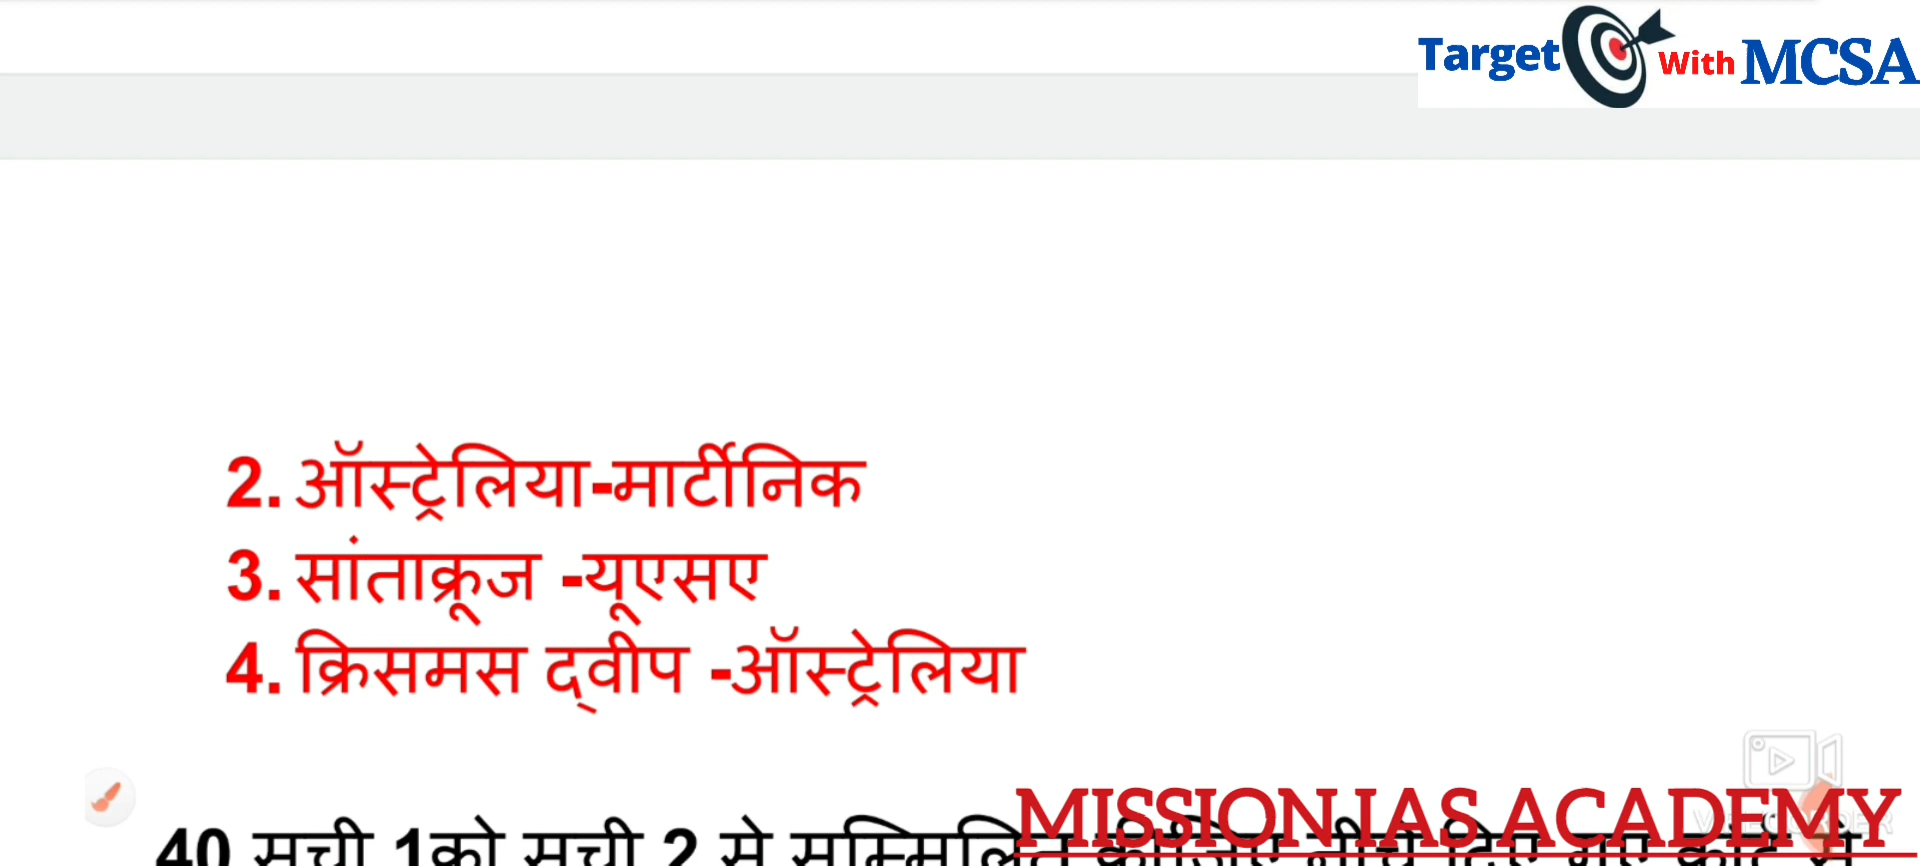 Target With MCSA
2. ऑस्ट्रेलिया-मार्टीनिक
3. सांताक्रूज -यूएसए
4. क्रिसमस द्वीप -ऑस्ट्रेलिया
MISSION IAS ACADEMY
40 सूची 1को सूची 2 से